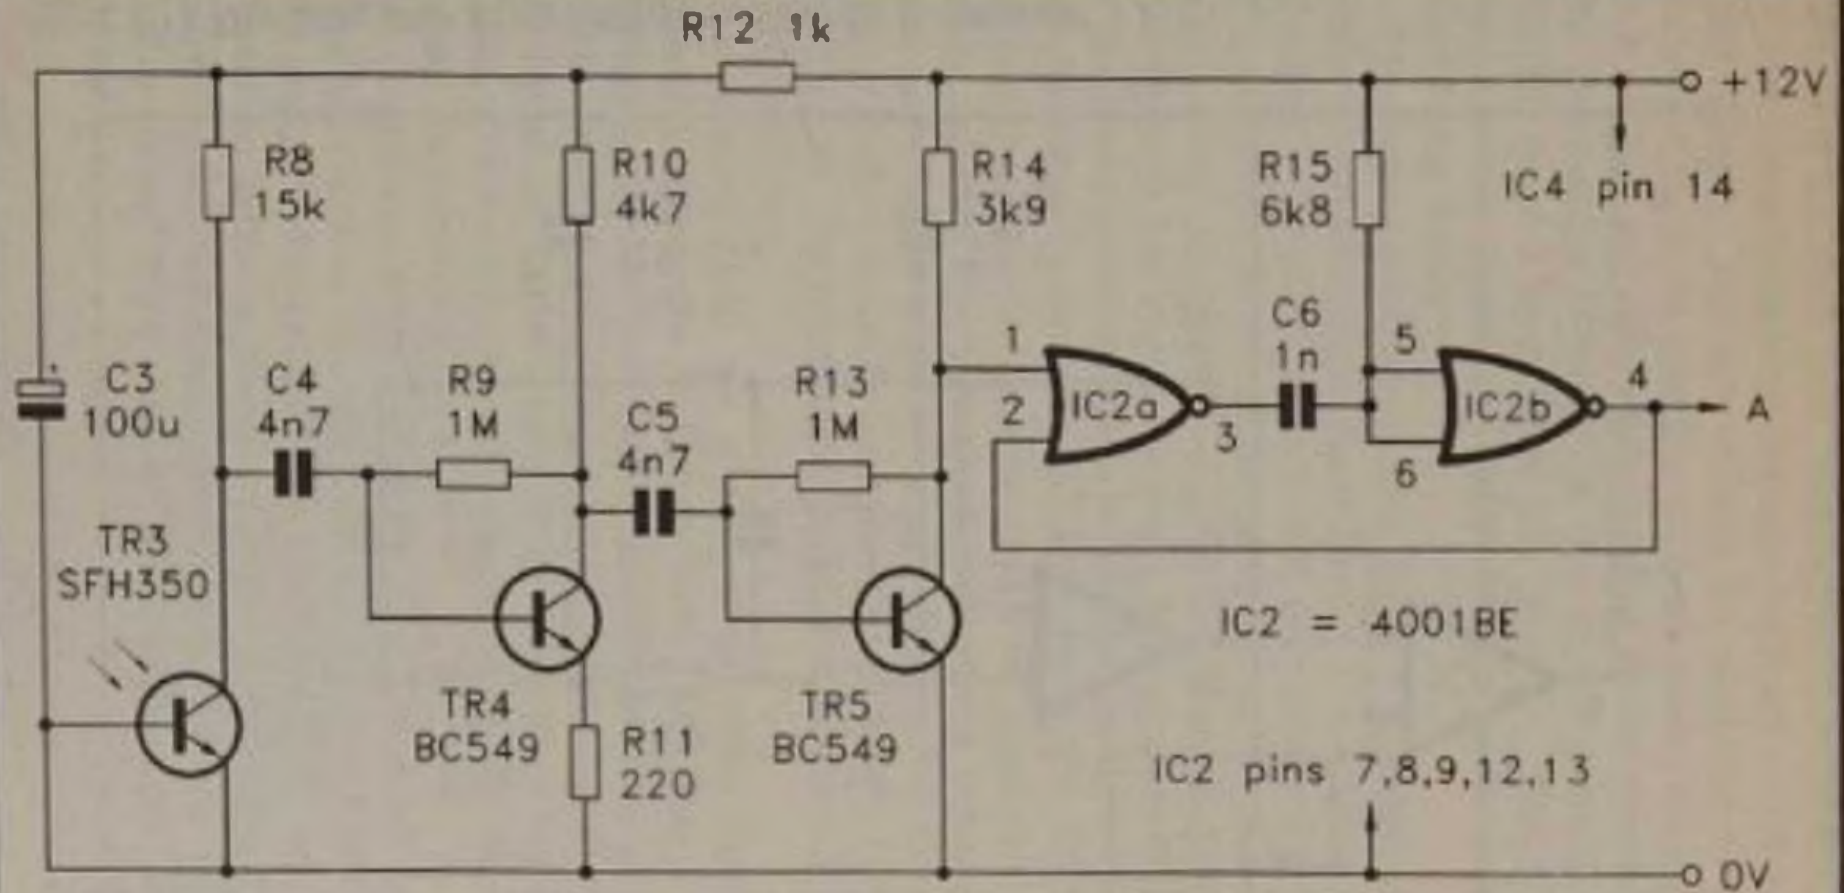 R12 1k
+12V
R8
15k
R10
4k7
R14
3k9
R15
6k8
IC4 pin 14
C3
100u
C4
4n7
R9
1M
C5
4n7
R13
1M
1
2
IC2a
3
C6
1n
5
6
IC2b
4
A
TR3
SFH350
TR4
BC549
R11
220
TR5
BC549
IC2 = 4001BE
IC2 pins 7,8,9,12,13
0V